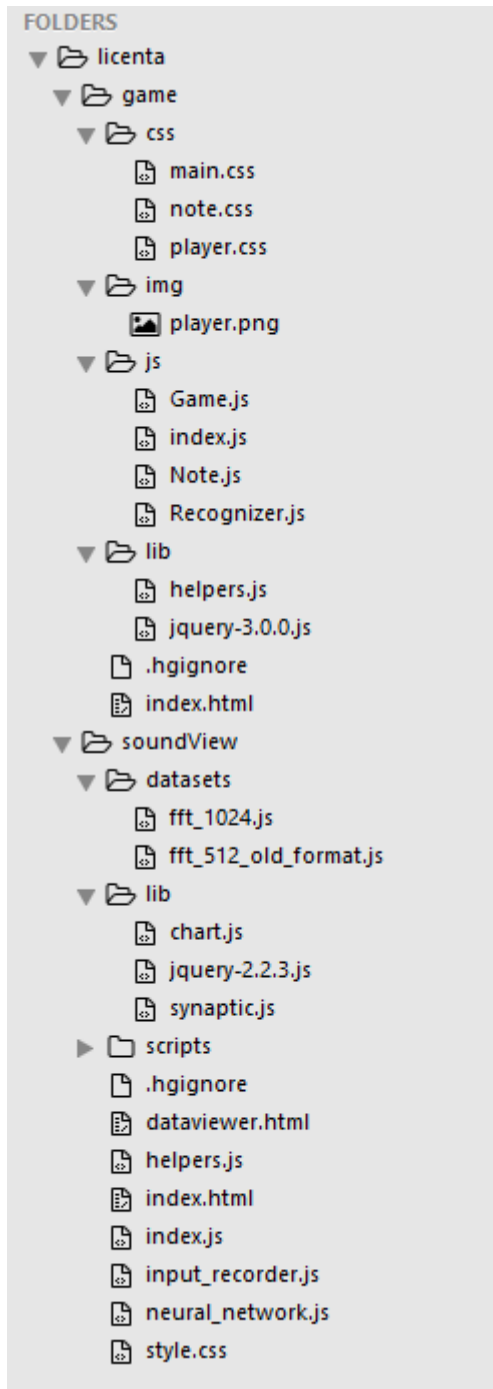 FOLDERS
licenta
game
css
main.css
note.css
player.css
img
player.png
js
Game.js
index.js
Note.js
Recognizer.js
lib
helpers.js
jquery-3.0.0.js
.hgignore
index.html
soundView
datasets
fft_1024.js
fft_512_old_format.js
lib
chart.js
jquery-2.2.3.js
synaptic.js
scripts
.hgignore
dataviewer.html
helpers.js
index.html
index.js
input_recorder.js
neural_network.js
style.css